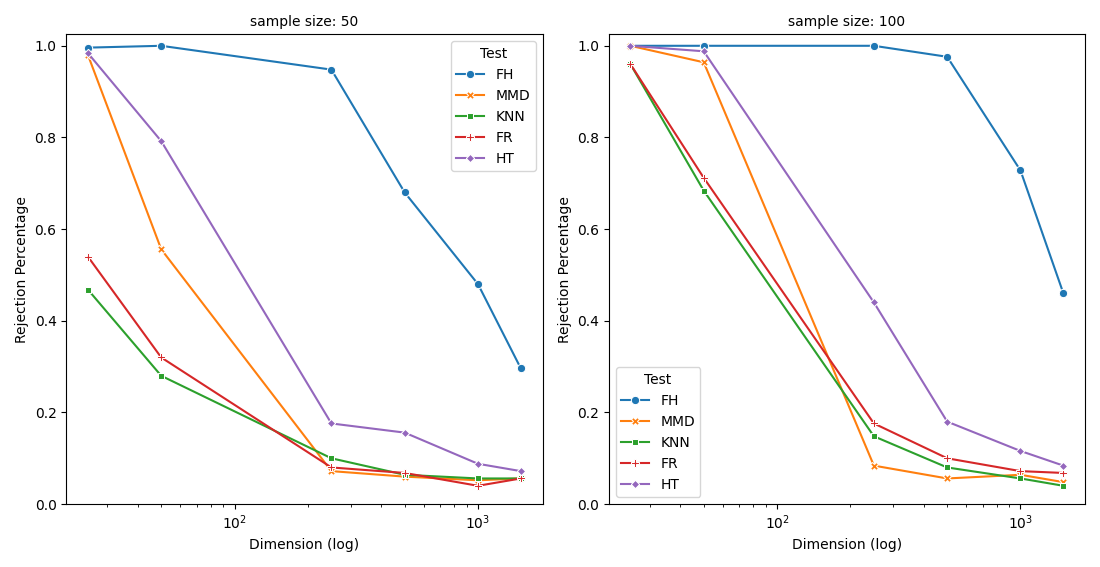 sample size: 50
Rejection Percentage
1.0
0.8
0.6
0.4
0.2
0.0
Test
FH
MMD
KNN
FR
HT
10²
10³
Dimension (log)
sample size: 100
Rejection Percentage
1.0
0.8
0.6
0.4
0.2
0.0
Test
FH
MMD
KNN
FR
HT
10²
10³
Dimension (log)